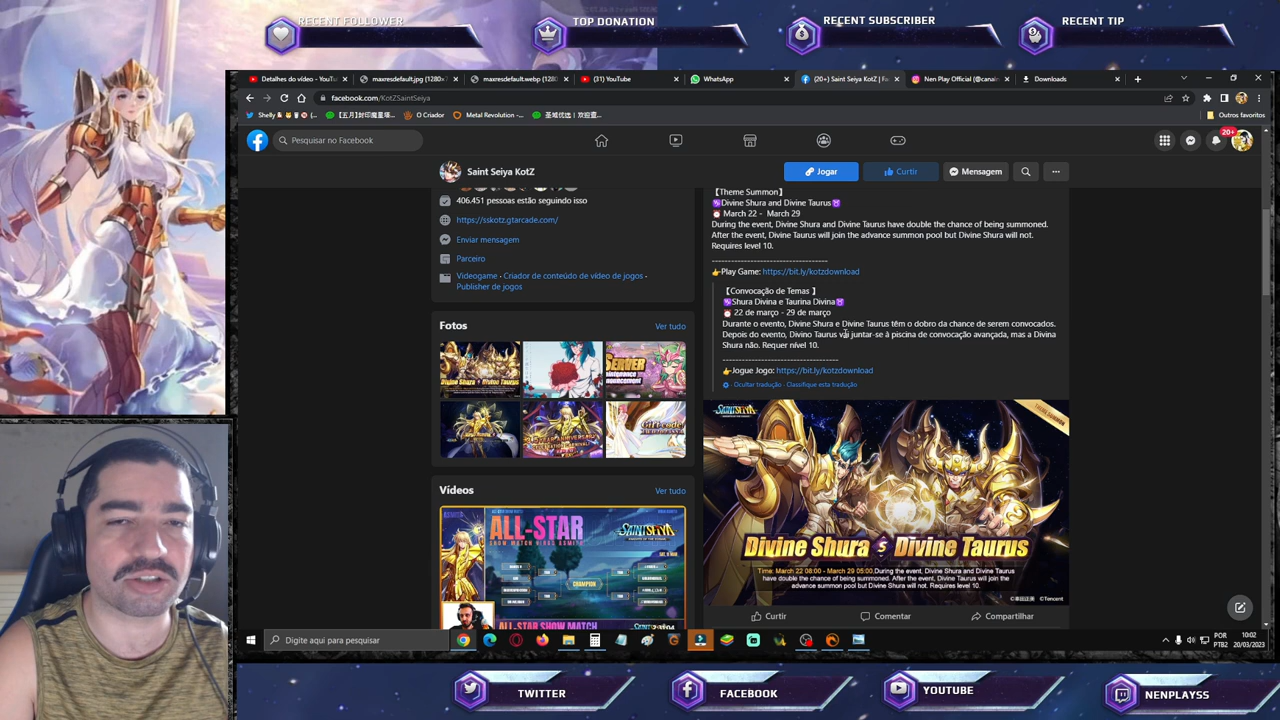 RECENT FOLLOWER
TOP DONATION
RECENT SUBSCRIBER
RECENT TIP
Detalhes do vídeo - YouTu
maxresdefault.jpg (1280×7
maxresdefault.webp (1280
(31) YouTube
WhatsApp
(20+) Saint Seiya KotZ | Fa
Nen Play Official (@canaln
Downloads
facebook.com/KotZSaintSeiya
O Criador
Metal Revolution -...
Outros favoritos
Pesquisar no Facebook
20+
Saint Seiya KotZ
Jogar
Curtir
Mensagem
406.451 pessoas estão seguindo isso
https://sskotz.gtarcade.com/
Enviar mensagem
Parceiro
Videogame · Criador de conteúdo de vídeo de jogos ·
Publisher de jogos
Fotos
Ver tudo
Vídeos
Ver tudo
ALL-STAR
SAINT SEIYA
CHAMPION
ALL-STAR SHOW MATCH
【Theme Summon】
♑Divine Shura and Divine Taurus♉
⏰ March 22 - March 29
During the event, Divine Shura and Divine Taurus have double the chance of being summoned.
After the event, Divine Taurus will join the advance summon pool but Divine Shura will not.
Requires level 10.
-----------------------------------
👉Play Game: https://bit.ly/kotzdownload
【Convocação de Temas 】
♑Shura Divina e Taurina Divina♉
⏰ 22 de março - 29 de março
Durante o evento, Divine Shura e Divine Taurus têm o dobro da chance de serem convocados.
Depois do evento, Divino Taurus vai juntar-se à piscina de convocação avançada, mas a Divina
Shura não. Requer nível 10.
-----------------------------------
👉Jogue Jogo: https://bit.ly/kotzdownload
· Ocultar tradução · Classifique esta tradução
SAINT SEIYA
Divine Shura & Divine Taurus
Time: March 22 08:00 - March 29 05:00,During the event, Divine Shura and Divine Taurus
have double the chance of being summoned. After the event, Divine Taurus will join the
advance summon pool but Divine Shura will not. Requires level 10.
©車田正美 ©Tencent
Curtir
Comentar
Compartilhar
Digite aqui para pesquisar
POR
PTB2
10:02
20/03/2023
TWITTER
FACEBOOK
YOUTUBE
NENPLAYSS